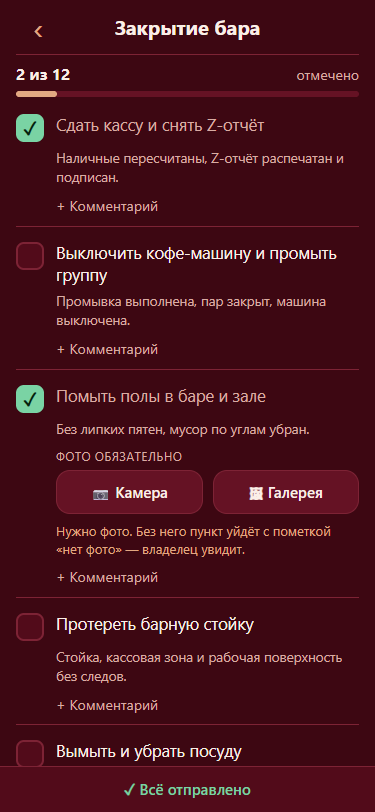 Закрытие бара
2 из 12
отмечено
Сдать кассу и снять Z-отчёт
Наличные пересчитаны, Z-отчёт распечатан и
подписан.
+ Комментарий
Выключить кофе-машину и промыть
группу
Промывка выполнена, пар закрыт, машина
выключена.
+ Комментарий
Помыть полы в баре и зале
Без липких пятен, мусор по углам убран.
ФОТО ОБЯЗАТЕЛЬНО
Камера
Галерея
Нужно фото. Без него пункт уйдёт с пометкой
«нет фото» — владелец увидит.
+ Комментарий
Протереть барную стойку
Стойка, кассовая зона и рабочая поверхность
без следов.
+ Комментарий
Вымыть и убрать посуду
✓ Всё отправлено